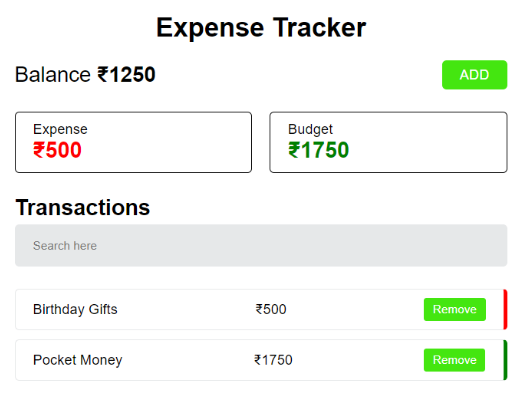 Expense Tracker
Balance ₹1250
ADD
Expense
₹500
Budget
₹1750
Transactions
Search here
Birthday Gifts ₹500 Remove
Pocket Money ₹1750 Remove